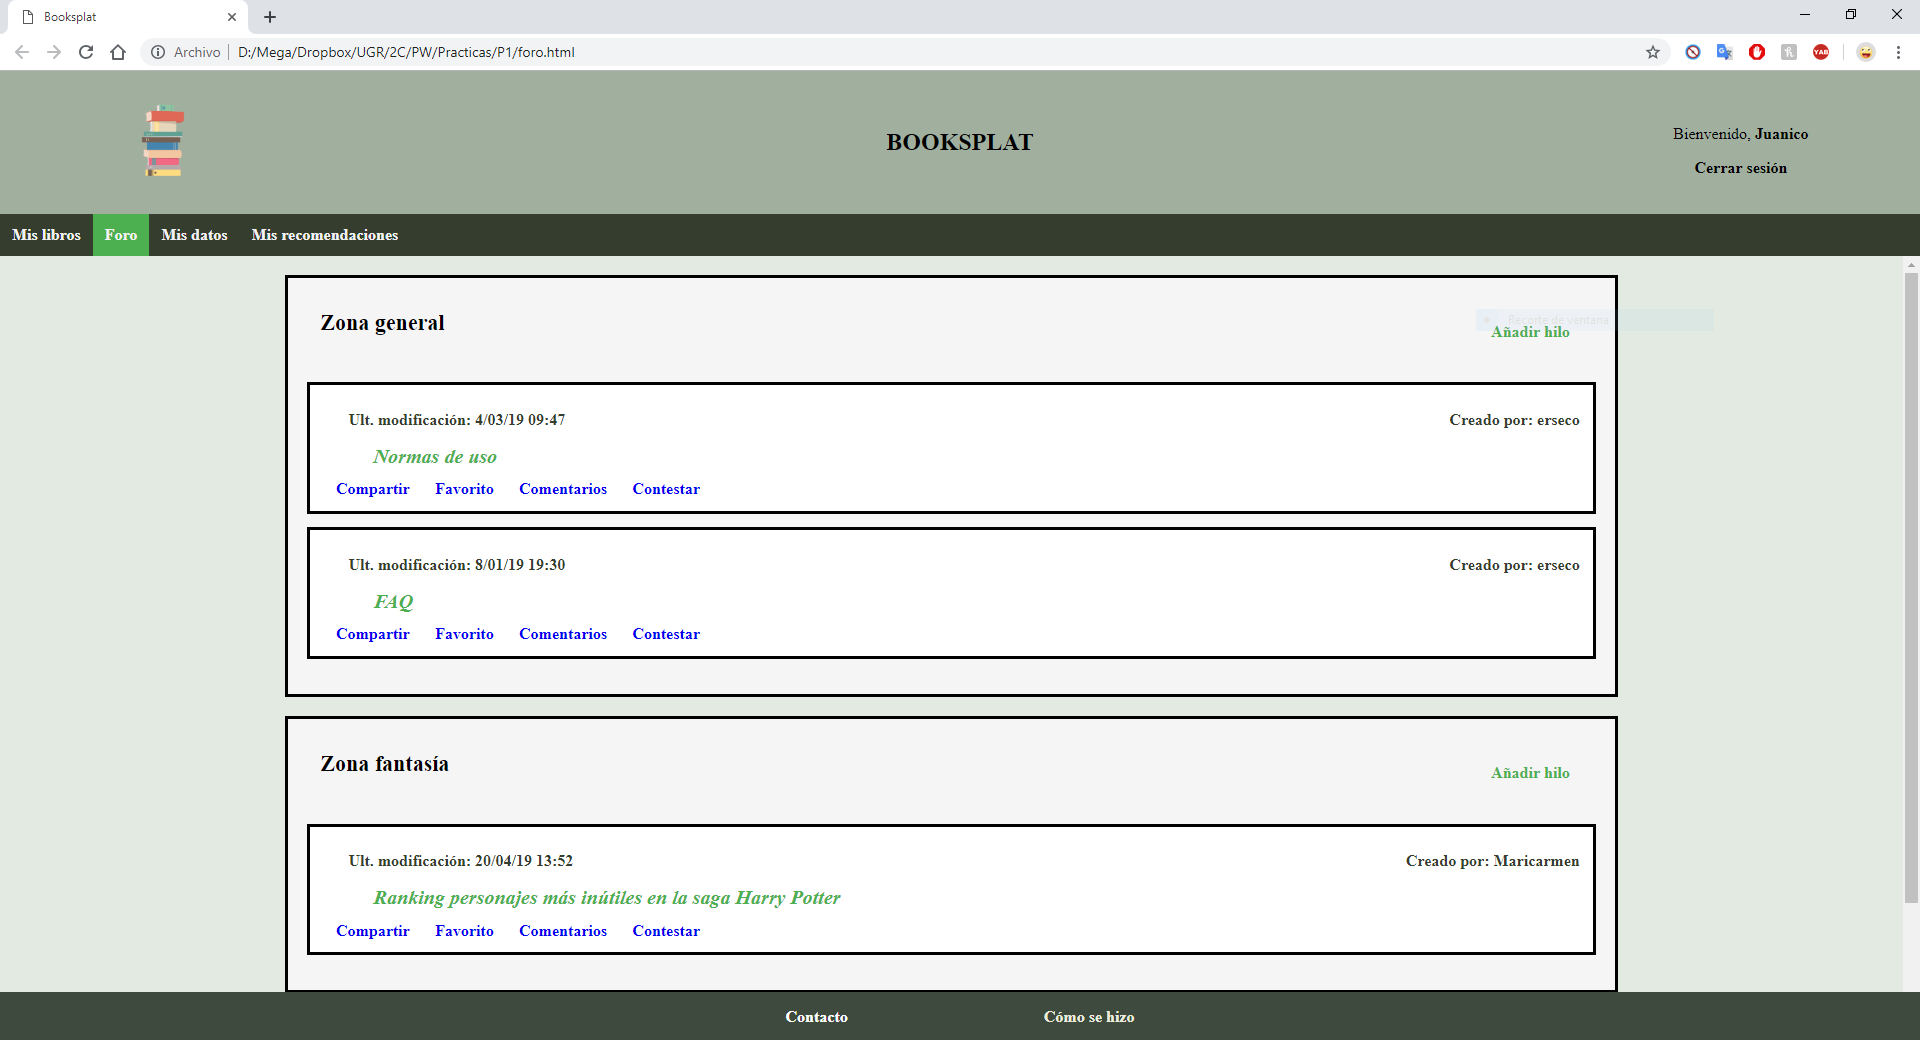 Booksplat
Archivo D:/Mega/Dropbox/UGR/2C/PW/Practicas/P1/foro.html
YAB
BOOKSPLAT
Bienvenido, Juanico
Cerrar sesión
Mis libros Foro Mis datos Mis recomendaciones
Recorte de ventana
Zona general
Añadir hilo
Ult. modificación: 4/03/19 09:47 Creado por: erseco
Normas de uso
Compartir Favorito Comentarios Contestar
Ult. modificación: 8/01/19 19:30 Creado por: erseco
FAQ
Compartir Favorito Comentarios Contestar
Zona fantasía
Añadir hilo
Ult. modificación: 20/04/19 13:52 Creado por: Maricarmen
Ranking personajes más inútiles en la saga Harry Potter
Compartir Favorito Comentarios Contestar
Contacto Cómo se hizo